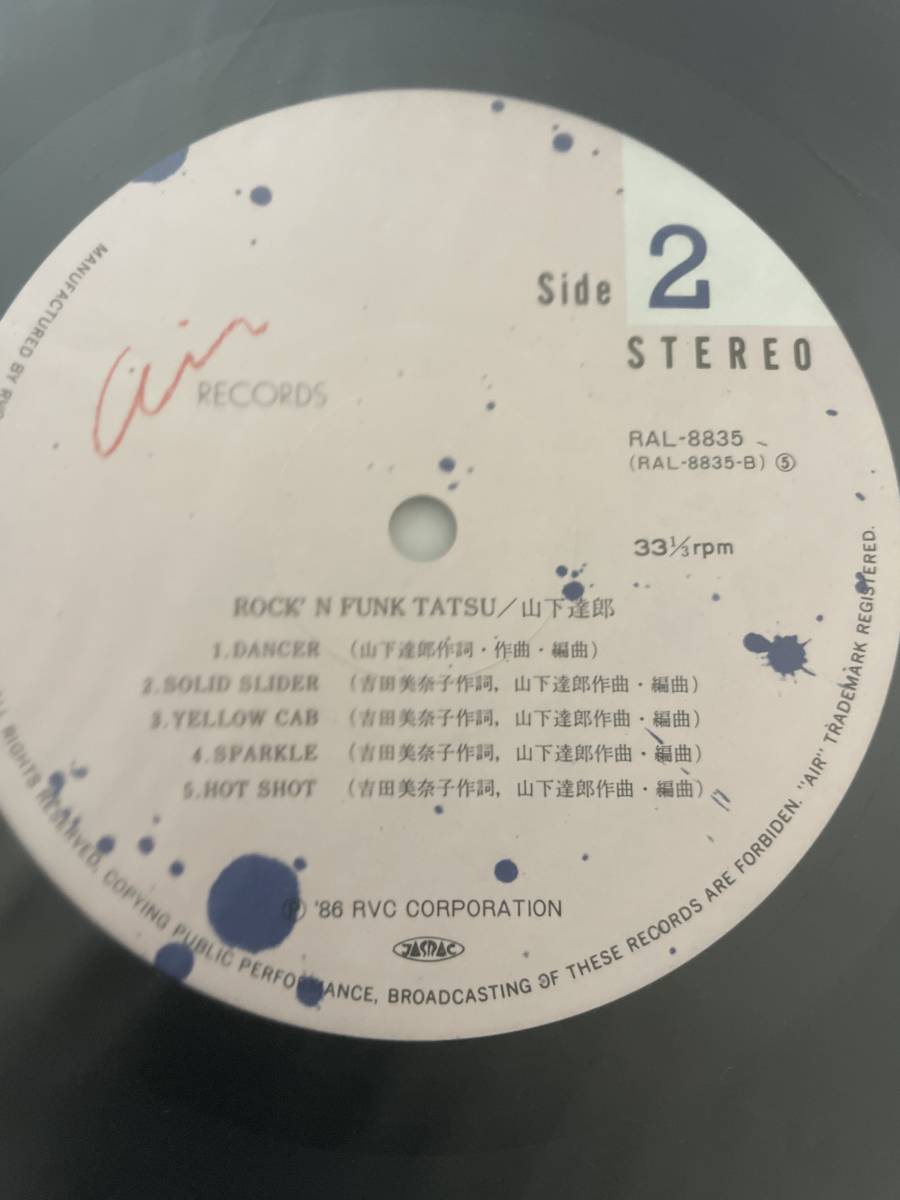 Side 2
STEREO
air RECORDS
RAL-8835
(RAL-8835-B) ⑤
33 1/3 rpm
ROCK' N FUNK TATSU／山下達郎
1.DANCER (山下達郎作詞・作曲・編曲)
2.SOLID SLIDER (吉田美奈子作詞, 山下達郎作曲・編曲)
3.YELLOW CAB (吉田美奈子作詞, 山下達郎作曲・編曲)
4.SPARKLE (吉田美奈子作詞, 山下達郎作曲・編曲)
5.HOT SHOT (吉田美奈子作詞, 山下達郎作曲・編曲)
Ⓟ '86 RVC CORPORATION
JASRAC
MANUFACTURED BY
RIGHTS RESERVED. COPYING PUBLIC PERFORMANCE, BROADCASTING OF THESE RECORDS ARE FORBIDEN. "AIR" TRADEMARK REGISTERED.